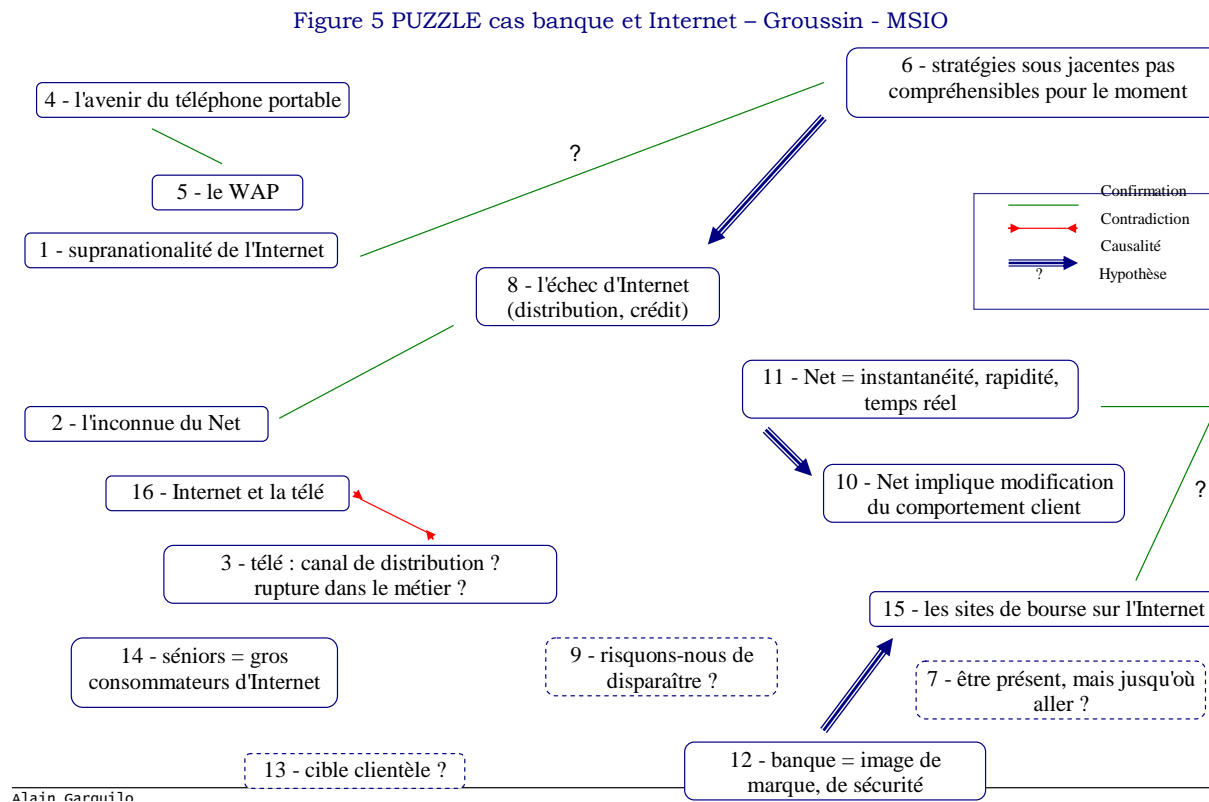 Figure 5 PUZZLE cas banque et Internet – Groussin - MSIO
6 - stratégies sous jacentes pas
compréhensibles pour le moment
4 - l'avenir du téléphone portable
?
5 - le WAP
Confirmation
Contradiction
Causalité
? Hypothèse
1 - supranationalité de l'Internet
8 - l'échec d'Internet
(distribution, crédit)
11 - Net = instantanéité, rapidité,
temps réel
2 - l'inconnue du Net
16 - Internet et la télé
10 - Net implique modification
du comportement client
?
3 - télé : canal de distribution ?
rupture dans le métier ?
15 - les sites de bourse sur l'Internet
14 - séniors = gros
consommateurs d'Internet
9 - risquons-nous de
disparaître ?
7 - être présent, mais jusqu'où
aller ?
12 - banque = image de
marque, de sécurité
13 - cible clientèle ?
Alain Garguilo